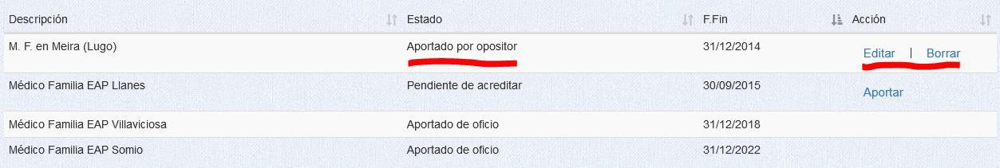 Descripción Estado F.Fin Acción
M. F. en Meira (Lugo) Aportado por opositor 31/12/2014 Editar | Borrar
Médico Familia EAP Llanes Pendiente de acreditar 30/09/2015 Aportar
Médico Familia EAP Villaviciosa Aportado de oficio 31/12/2018
Médico Familia EAP Somio Aportado de oficio 31/12/2022